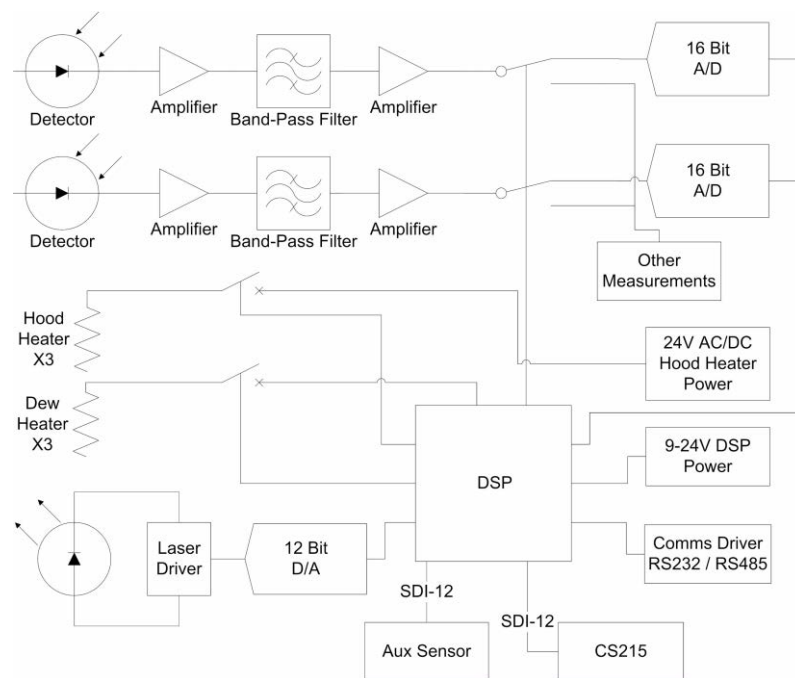 16 Bit
A/D
Detector
Amplifier
Band-Pass Filter
Amplifier
16 Bit
A/D
Detector
Amplifier
Band-Pass Filter
Amplifier
Other
Measurements
Hood
Heater
X3
24V AC/DC
Hood Heater
Power
Dew
Heater
X3
DSP
9-24V DSP
Power
Laser
Driver
12 Bit
D/A
Comms Driver
RS232 / RS485
SDI-12
SDI-12
Aux Sensor
CS215